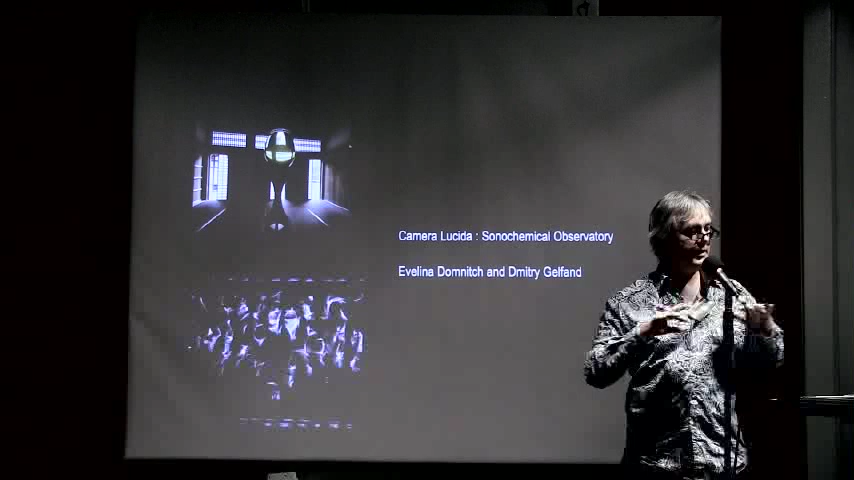 Camera Lucida : Sonochemical Observatory
Evelina Domnitch and Dmitry Gelfand